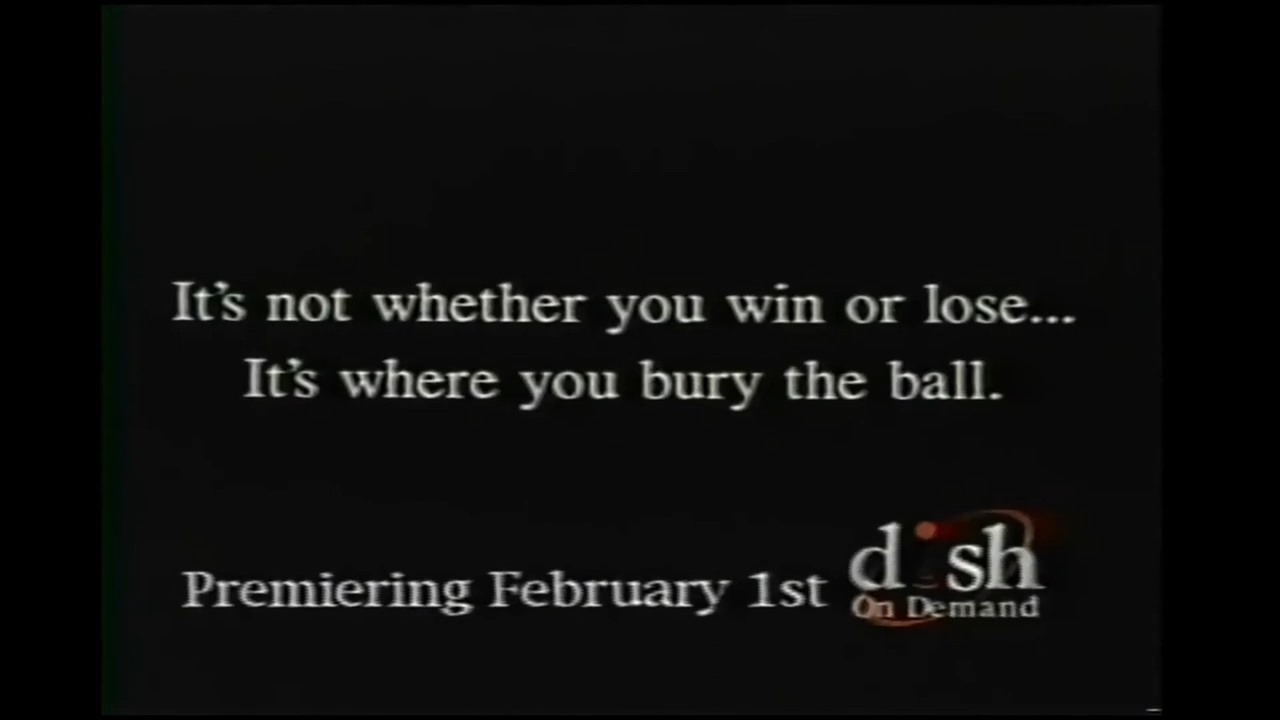 It's not whether you win or lose...
It's where you bury the ball.
Premiering February 1st
dish
On Demand